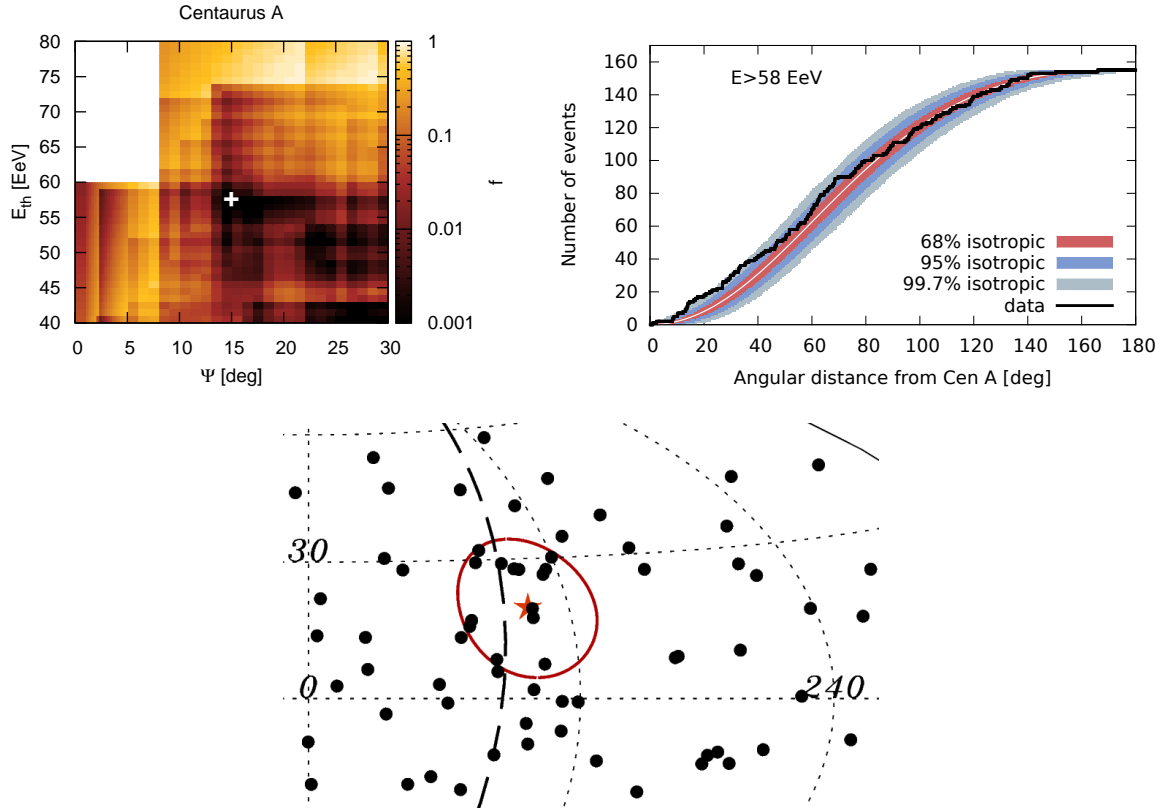 Centaurus A
80
75
70
65
60
55
50
45
40
E_th [EeV]
0 5 10 15 20 25 30
Ψ [deg]
1
0.1
0.01
0.001
f
160
140
120
100
80
60
40
20
0
Number of events
E>58 EeV
68% isotropic
95% isotropic
99.7% isotropic
data
0 20 40 60 80 100 120 140 160 180
Angular distance from Cen A [deg]
30
0 240